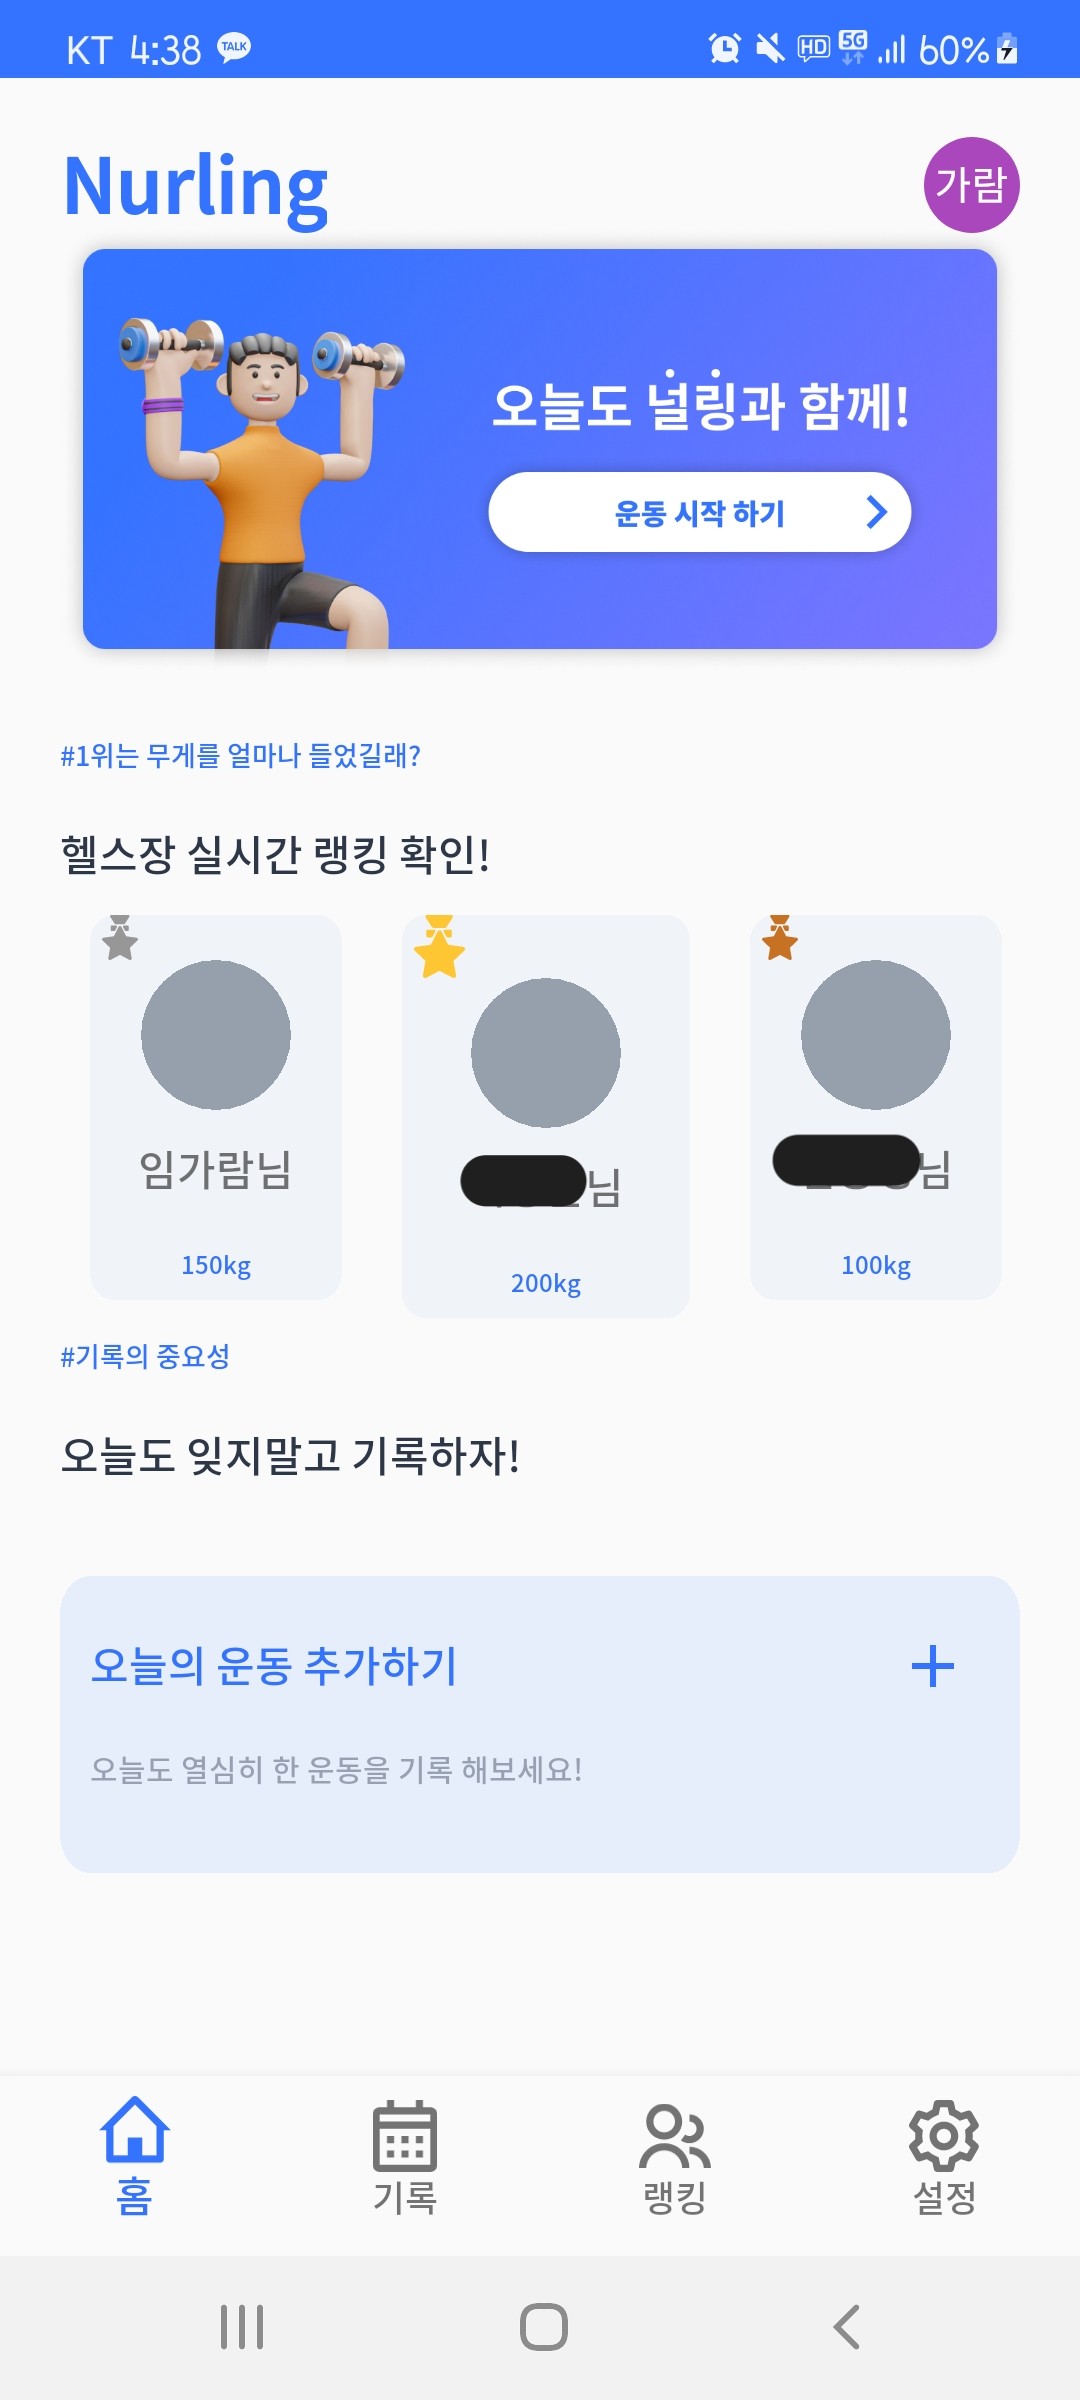 KT 4:38 TALK HD 5G 60%
Nurling
가람
오늘도 널링과 함께!
운동 시작 하기
#1위는 무게를 얼마나 들었길래?
헬스장 실시간 랭킹 확인!
임가람님
님
님
150kg
200kg
100kg
#기록의 중요성
오늘도 잊지말고 기록하자!
오늘의 운동 추가하기
오늘도 열심히 한 운동을 기록 해보세요!
홈 기록 랭킹 설정